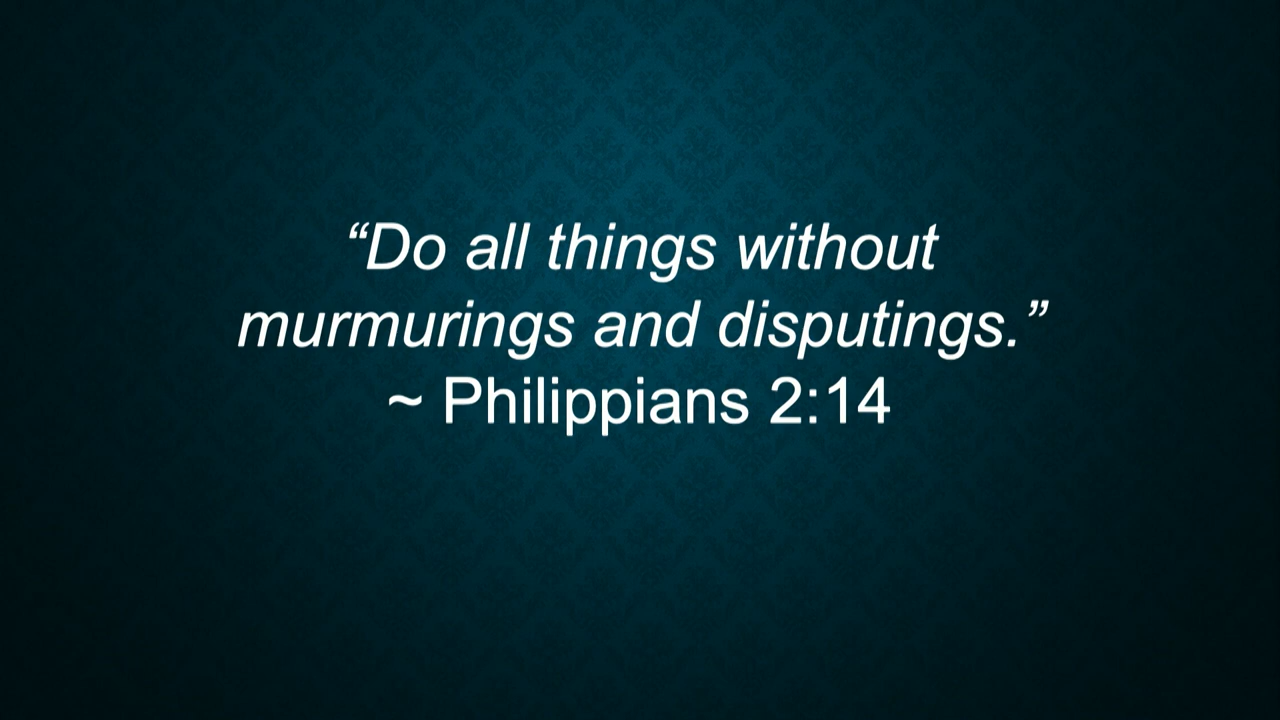 “Do all things without
murmurings and disputings.”
~ Philippians 2:14